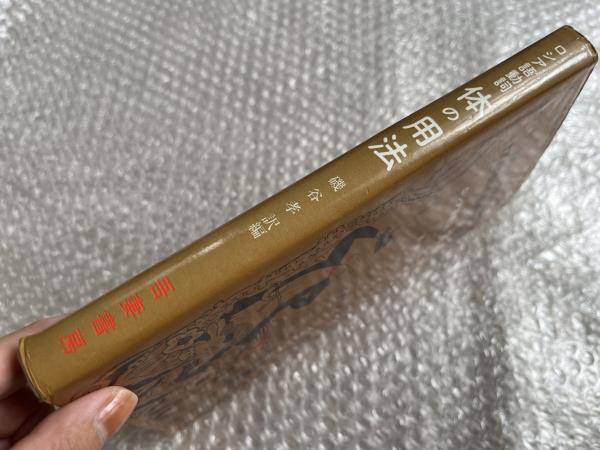 ロシア語動詞
体の用法
磯谷 孝 訳編
吾妻書房